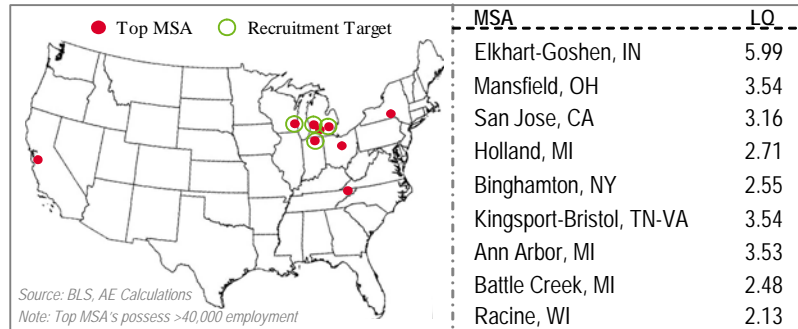 Top MSA
Recruitment Target
Source: BLS, AE Calculations
Note: Top MSA's possess >40,000 employment
MSA LQ
Elkhart-Goshen, IN 5.99
Mansfield, OH 3.54
San Jose, CA 3.16
Holland, MI 2.71
Binghamton, NY 2.55
Kingsport-Bristol, TN-VA 3.54
Ann Arbor, MI 3.53
Battle Creek, MI 2.48
Racine, WI 2.13